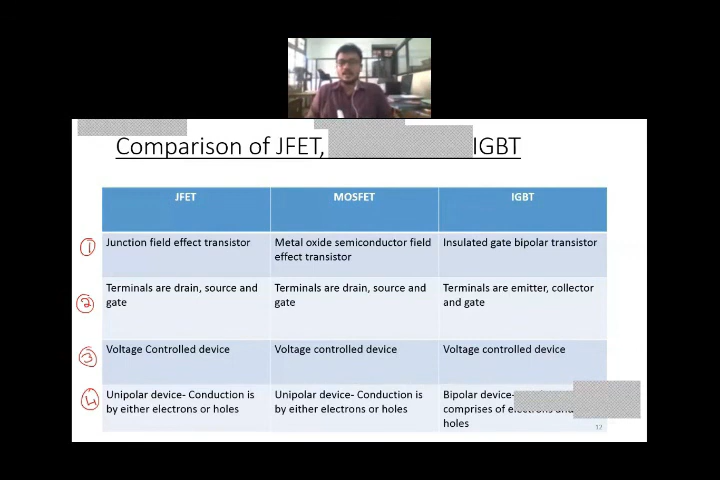 Comparison of JFET, IGBT
JFET MOSFET IGBT
1 Junction field effect transistor
Metal oxide semiconductor field
effect transistor
Insulated gate bipolar transistor
2 Terminals are drain, source and
gate
Terminals are drain, source and
gate
Terminals are emitter, collector
and gate
3 Voltage Controlled device
Voltage controlled device
Voltage controlled device
4 Unipolar device- Conduction is
by either electrons or holes
Unipolar device- Conduction is
by either electrons or holes
Bipolar device-
comprises of
holes
12